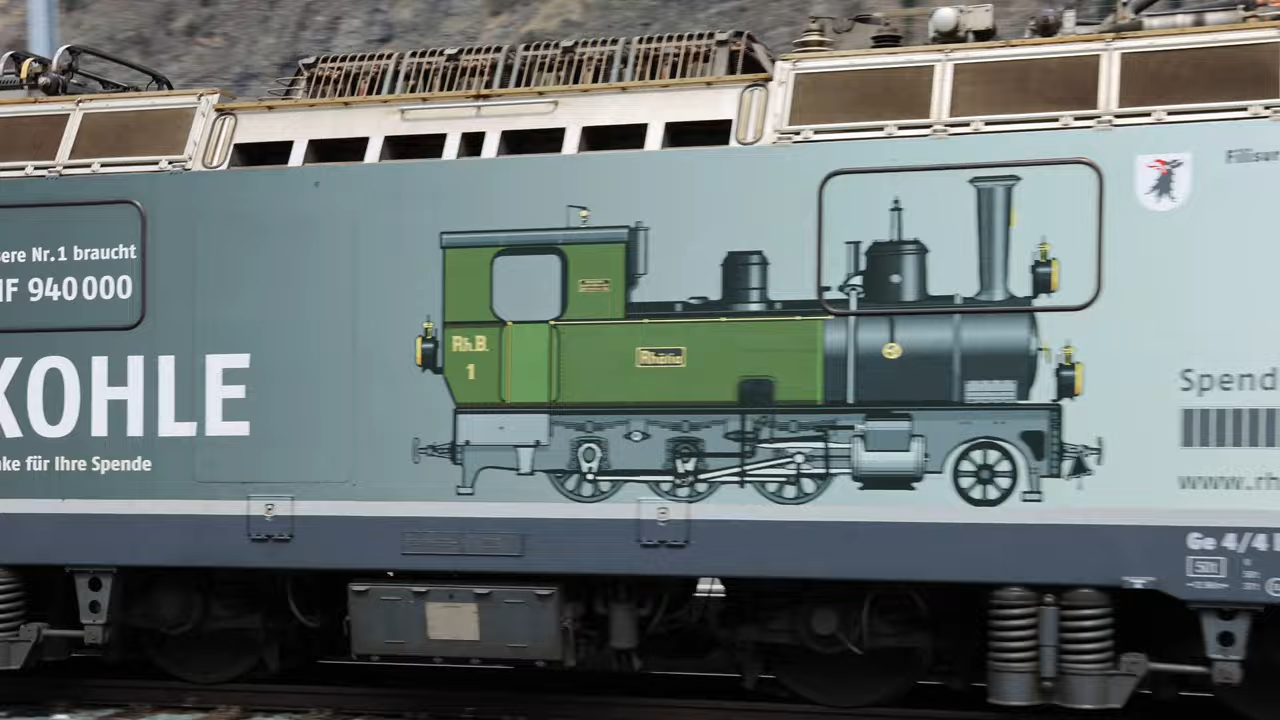 sere Nr.1 braucht
HF 940 000
KOHLE
nke für Ihre Spende
Rh.B.
1
Rhätia
Filisur
Spend
www.rh
Ge 4/4 I